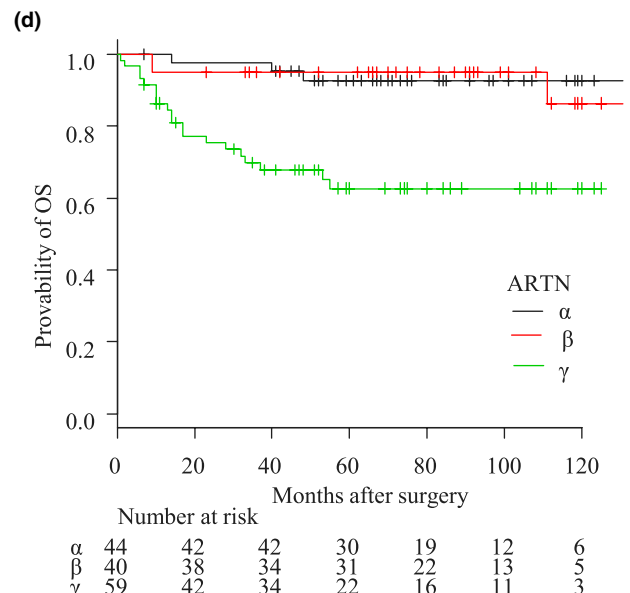 (d)
Provability of OS
1.0
0.8
0.6
0.4
0.2
0.0
ARTN
α
β
γ
0 20 40 60 80 100 120
Months after surgery
Number at risk
α 44 42 42 30 19 12 6
β 40 38 34 31 22 13 5
γ 59 42 34 22 16 11 3